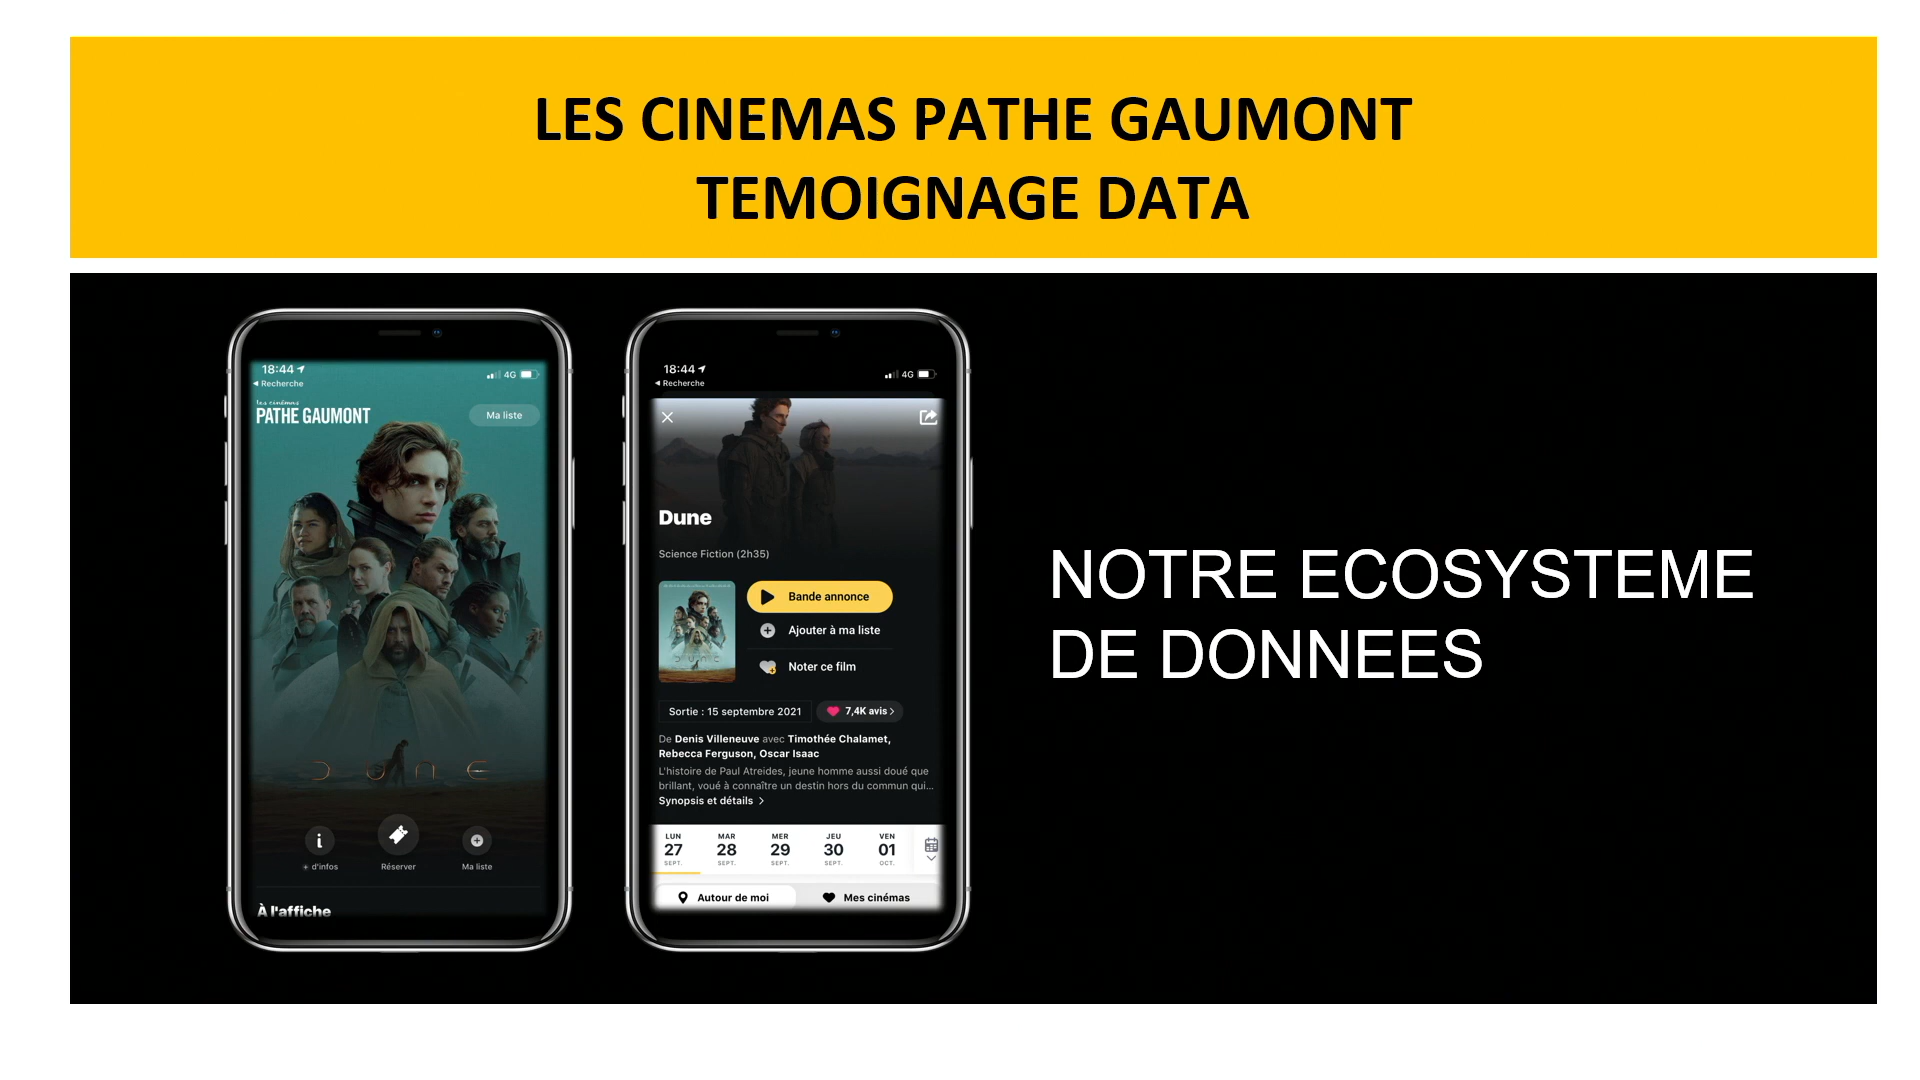 LES CINEMAS PATHE GAUMONT
TEMOIGNAGE DATA
18:44
4G
◄ Recherche
les cinémas
PATHE GAUMONT
Ma liste
DUNE
+ d'infos
Réserver
Ma liste
À l'affiche
18:44
4G
◄ Recherche
Dune
Science Fiction (2h35)
Bande annonce
Ajouter à ma liste
Noter ce film
Sortie : 15 septembre 2021
7,4K avis >
De Denis Villeneuve avec Timothée Chalamet,
Rebecca Ferguson, Oscar Isaac
L'histoire de Paul Atreides, jeune homme aussi doué que
brillant, voué à connaître un destin hors du commun qui...
Synopsis et détails >
LUN MAR MER JEU VEN
27 28 29 30 01
SEPT. SEPT. SEPT. SEPT. OCT.
Autour de moi
Mes cinémas
NOTRE ECOSYSTEME
DE DONNEES